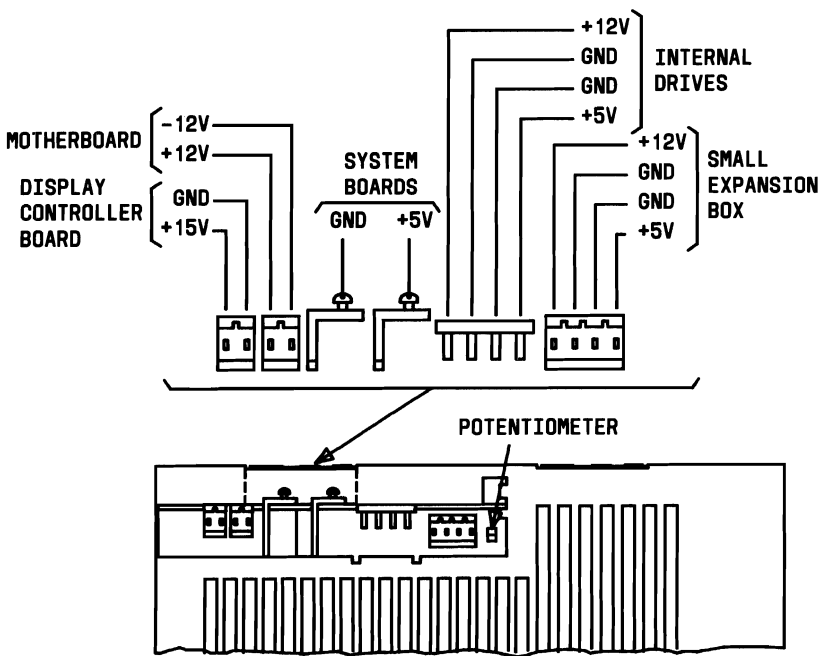 +12V
GND
GND
+5V
INTERNAL
DRIVES
-12V
+12V
MOTHERBOARD
GND
+15V
DISPLAY
CONTROLLER
BOARD
SYSTEM
BOARDS
GND +5V
+12V
GND
GND
+5V
SMALL
EXPANSION
BOX
POTENTIOMETER